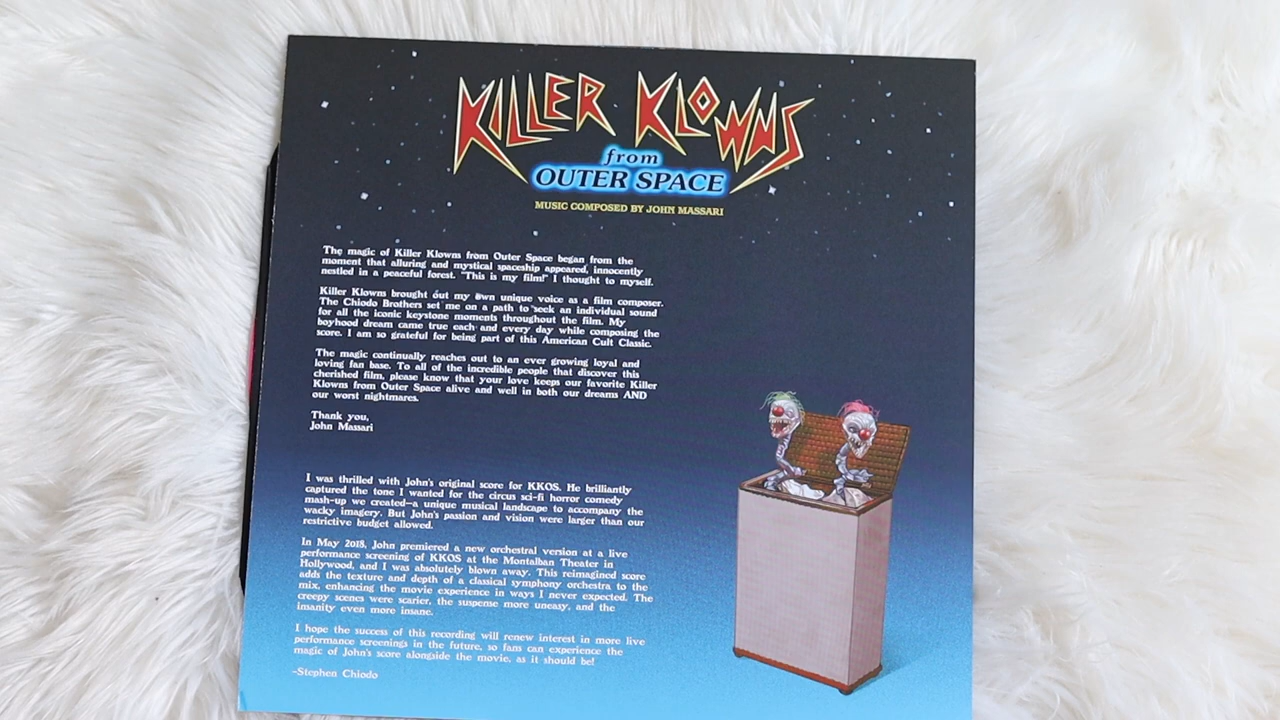 KILLER KLOWNS
from
OUTER SPACE
MUSIC COMPOSED BY JOHN MASSARI
The magic of Killer Klowns from Outer Space began from the
moment that alluring and mystical spaceship appeared, innocently
nestled in a peaceful forest. "This is my film!" I thought to myself.
Killer Klowns brought out my own unique voice as a film composer.
The Chiodo Brothers set me on a path to seek an individual sound
for all the iconic keystone moments throughout the film. My
boyhood dream came true each and every day while composing the
score. I am so grateful for being part of this American Cult Classic.
The magic continually reaches out to an ever growing loyal and
loving fan base. To all of the incredible people that discover this
cherished film, please know that your love keeps our favorite Killer
Klowns from Outer Space alive and well in both our dreams AND
our worst nightmares.
Thank you,
John Massari
I was thrilled with John's original score for KKOS. He brilliantly
captured the tone I wanted for the circus sci-fi horror comedy
mash-up we created—a unique musical landscape to accompany the
wacky imagery. But John's passion and vision were larger than our
restrictive budget allowed.
In May 2018, John premiered a new orchestral version at a live
performance screening of KKOS at the Montalban Theater in
Hollywood, and I was absolutely blown away. This reimagined score
adds the texture and depth of a classical symphony orchestra to the
mix, enhancing the movie experience in ways I never expected. The
creepy scenes were scarier, the suspense more uneasy, and the
insanity even more insane.
I hope the success of this recording will renew interest in more live
performance screenings in the future, so fans can experience the
magic of John's score alongside the movie, as it should be!
~Stephen Chiodo